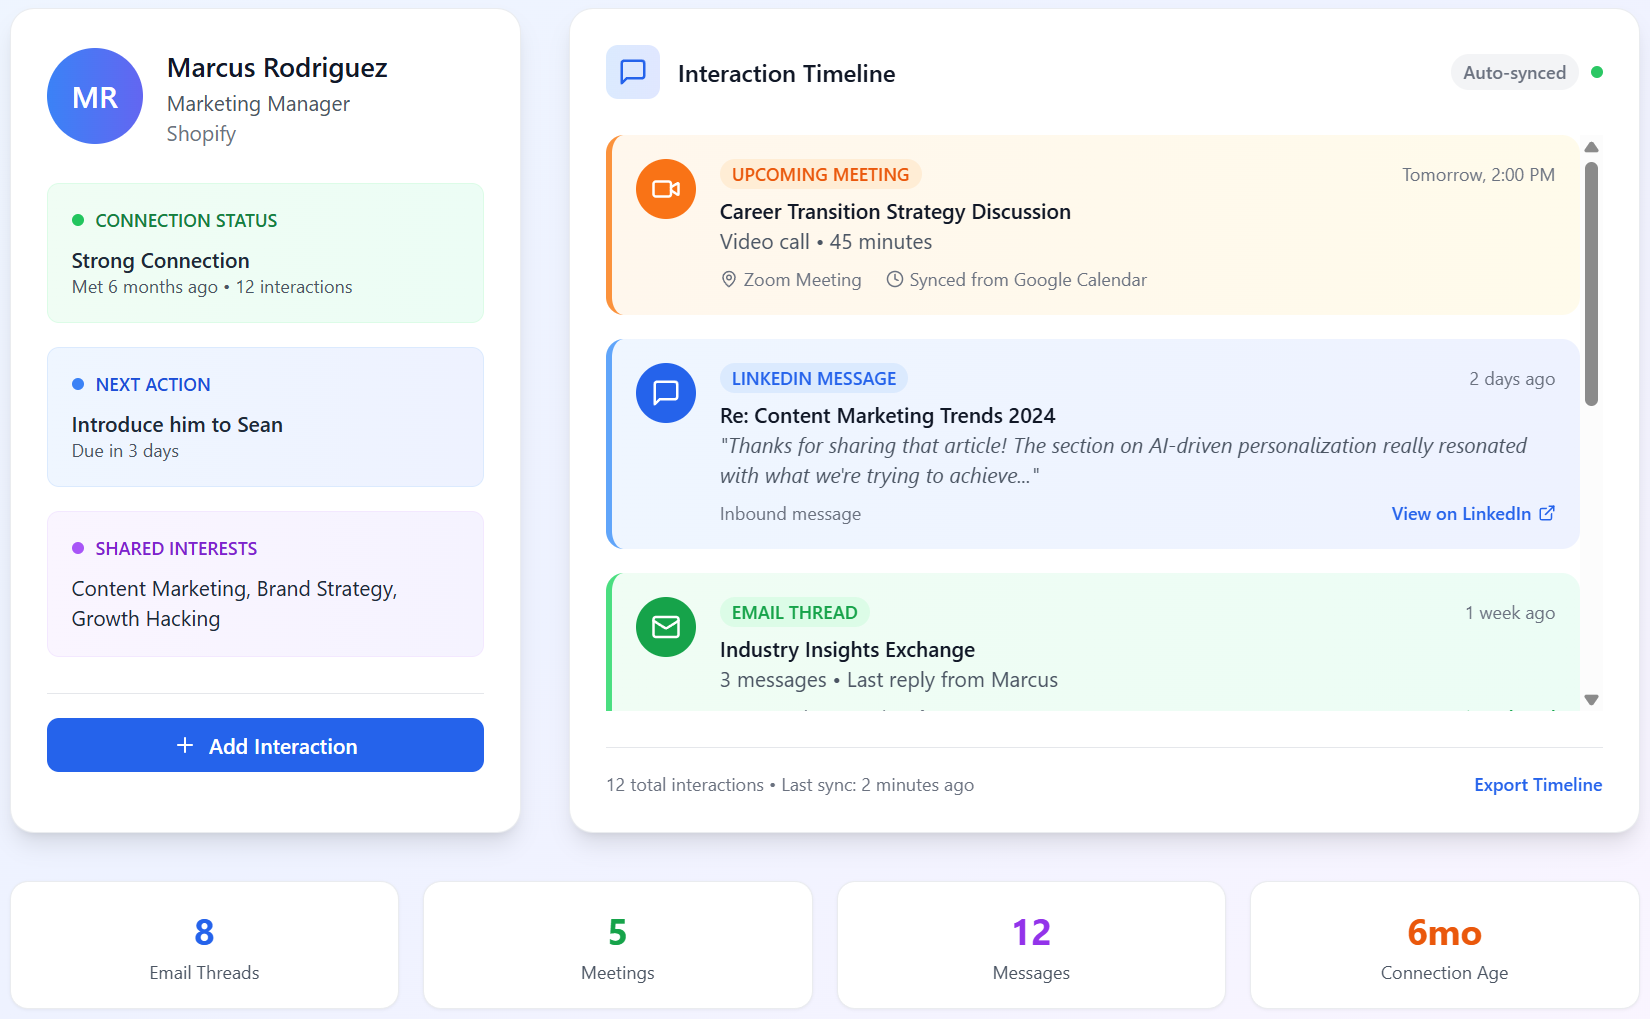 MR
Marcus Rodriguez
Marketing Manager
Shopify
CONNECTION STATUS
Strong Connection
Met 6 months ago • 12 interactions
NEXT ACTION
Introduce him to Sean
Due in 3 days
SHARED INTERESTS
Content Marketing, Brand Strategy,
Growth Hacking
Add Interaction
Interaction Timeline
Auto-synced
UPCOMING MEETING
Tomorrow, 2:00 PM
Career Transition Strategy Discussion
Video call • 45 minutes
Zoom Meeting
Synced from Google Calendar
LINKEDIN MESSAGE
2 days ago
Re: Content Marketing Trends 2024
"Thanks for sharing that article! The section on AI-driven personalization really resonated
with what we're trying to achieve..."
Inbound message
View on LinkedIn
EMAIL THREAD
1 week ago
Industry Insights Exchange
3 messages • Last reply from Marcus
12 total interactions • Last sync: 2 minutes ago
Export Timeline
8
Email Threads
5
Meetings
12
Messages
6mo
Connection Age